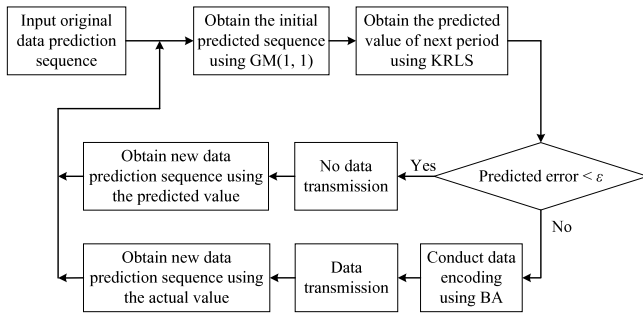 Input original
data prediction
sequence
Obtain the initial
predicted sequence
using GM(1, 1)
Obtain the predicted
value of next period
using KRLS
Obtain new data
prediction sequence using
the predicted value
No data
transmission
Yes
Predicted error < ε
No
Obtain new data
prediction sequence using
the actual value
Data
transmission
Conduct data
encoding
using BA